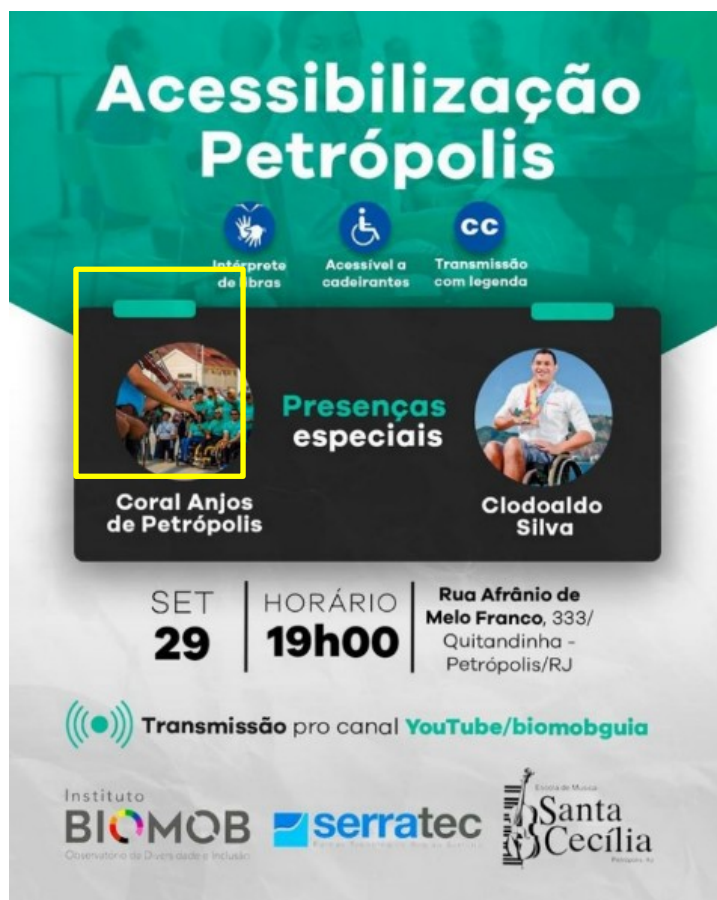 Acessibilização
Petrópolis
Intérprete
de libras
Acessível a
cadeirantes
CC
Transmissão
com legenda
Presenças
especiais
Coral Anjos
de Petrópolis
Clodoaldo
Silva
SET
29
HORÁRIO
19h00
Rua Afrânio de
Melo Franco, 333/
Quitandinha -
Petrópolis/RJ
Transmissão pro canal YouTube/biomobguia
Instituto
BIOMOB
Observatório da Diversidade e Inclusão
serratec
Escola de Música
Santa
Cecília
Petrópolis, RJ